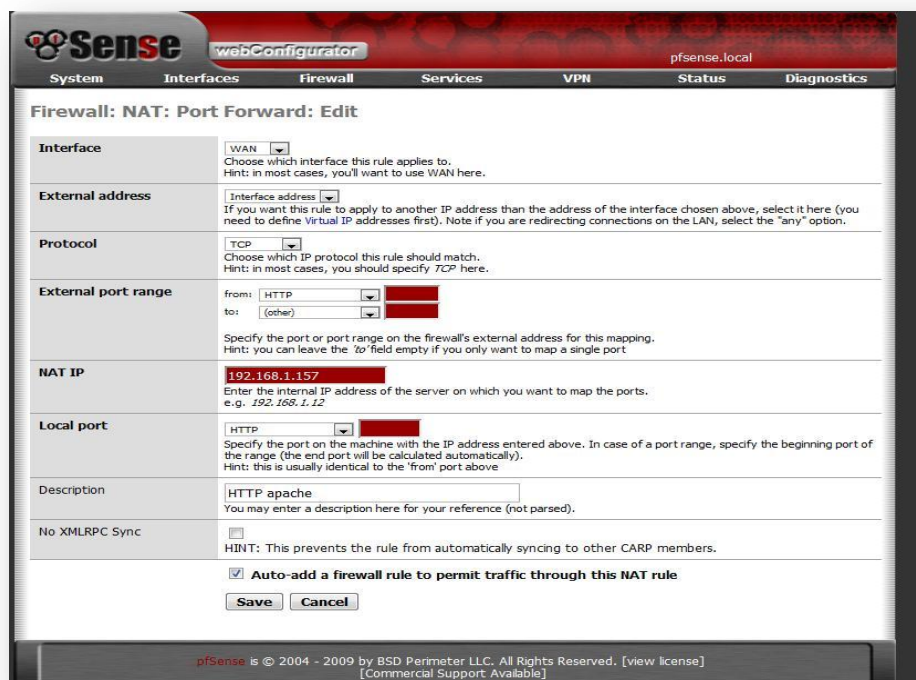 pfSense
webConfigurator
pfsense.local
System Interfaces Firewall Services VPN Status Diagnostics
Firewall: NAT: Port Forward: Edit
Interface
WAN
Choose which interface this rule applies to.
Hint: in most cases, you'll want to use WAN here.
External address
Interface address
If you want this rule to apply to another IP address than the address of the interface chosen above, select it here (you
need to define Virtual IP addresses first). Note if you are redirecting connections on the LAN, select the "any" option.
Protocol
TCP
Choose which IP protocol this rule should match.
Hint: in most cases, you should specify TCP here.
External port range
from: HTTP
to: (other)
Specify the port or port range on the firewall's external address for this mapping.
Hint: you can leave the 'to' field empty if you only want to map a single port
NAT IP
192.168.1.157
Enter the internal IP address of the server on which you want to map the ports.
e.g. 192.168.1.12
Local port
HTTP
Specify the port on the machine with the IP address entered above. In case of a port range, specify the beginning port of
the range (the end port will be calculated automatically).
Hint: this is usually identical to the 'from' port above
Description
HTTP apache
You may enter a description here for your reference (not parsed).
No XMLRPC Sync
HINT: This prevents the rule from automatically syncing to other CARP members.
Auto-add a firewall rule to permit traffic through this NAT rule
Save Cancel
pfSense is © 2004 - 2009 by BSD Perimeter LLC. All Rights Reserved. [view license]
[Commercial Support Available]